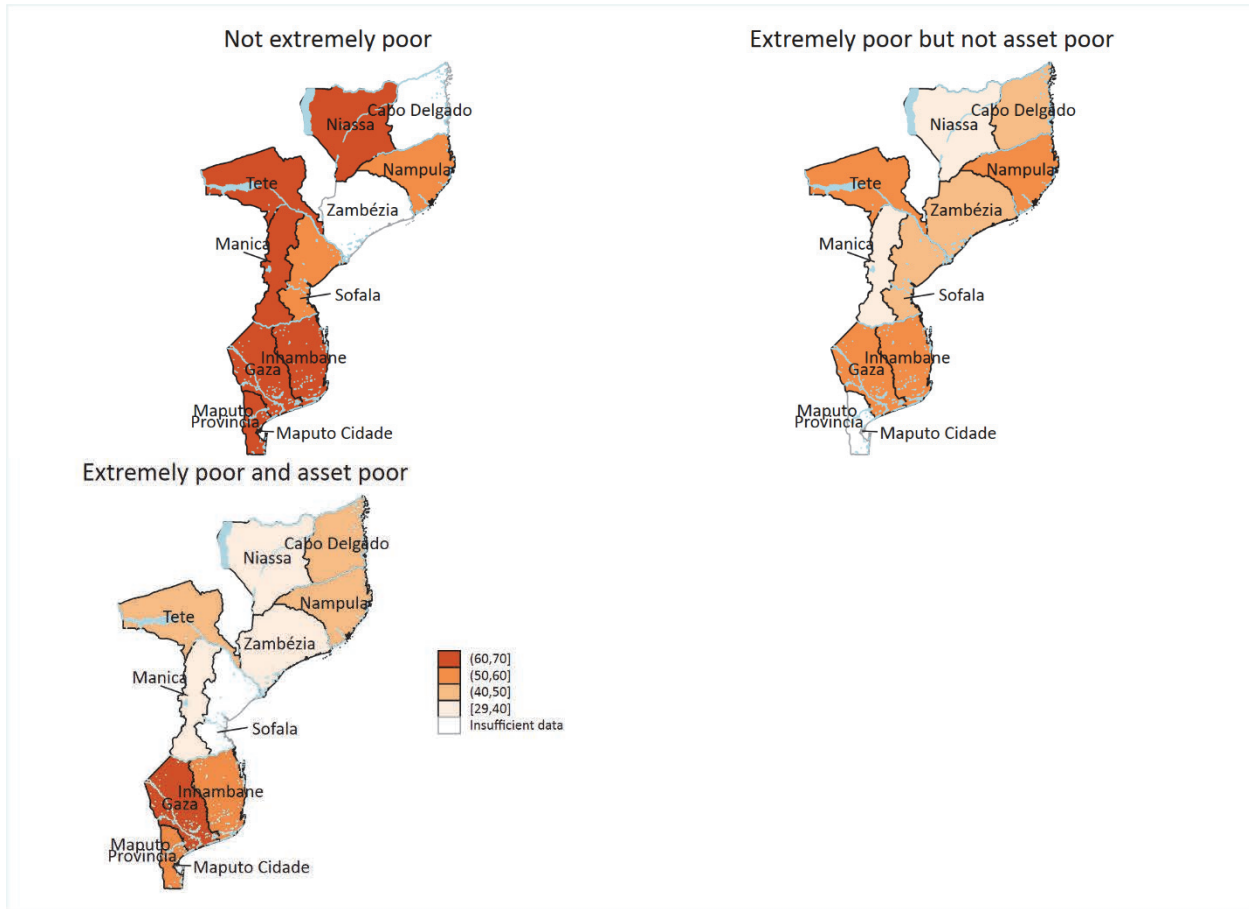 Not extremely poor
Cabo Delgado
Niassa
Nampula
Tete
Zambézia
Manica
Sofala
Inhambane
Gaza
Maputo
Província
Maputo Cidade
Extremely poor but not asset poor
Cabo Delgado
Niassa
Nampula
Tete
Zambézia
Manica
Sofala
Inhambane
Gaza
Maputo
Província
Maputo Cidade
Extremely poor and asset poor
Cabo Delgado
Niassa
Nampula
Tete
Zambézia
Manica
Sofala
Inhambane
Gaza
Maputo
Província
Maputo Cidade
(60,70]
(50,60]
(40,50]
[29,40]
Insufficient data